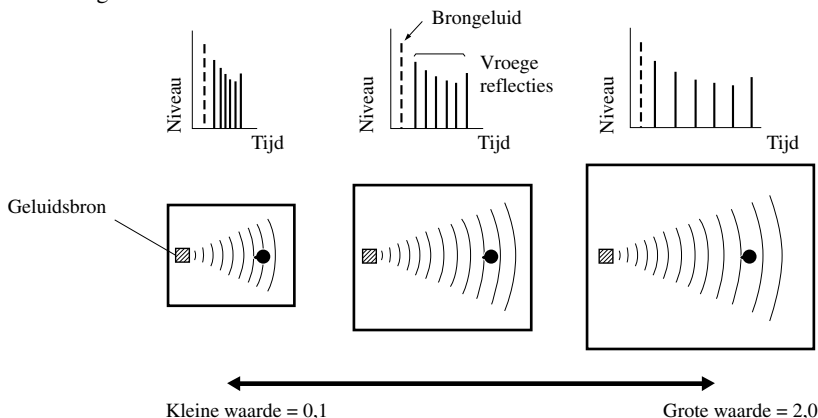 Brongeluid
Vroege
reflecties
Niveau
Tijd
Niveau
Tijd
Niveau
Tijd
Geluidsbron
Kleine waarde = 0,1
Grote waarde = 2,0